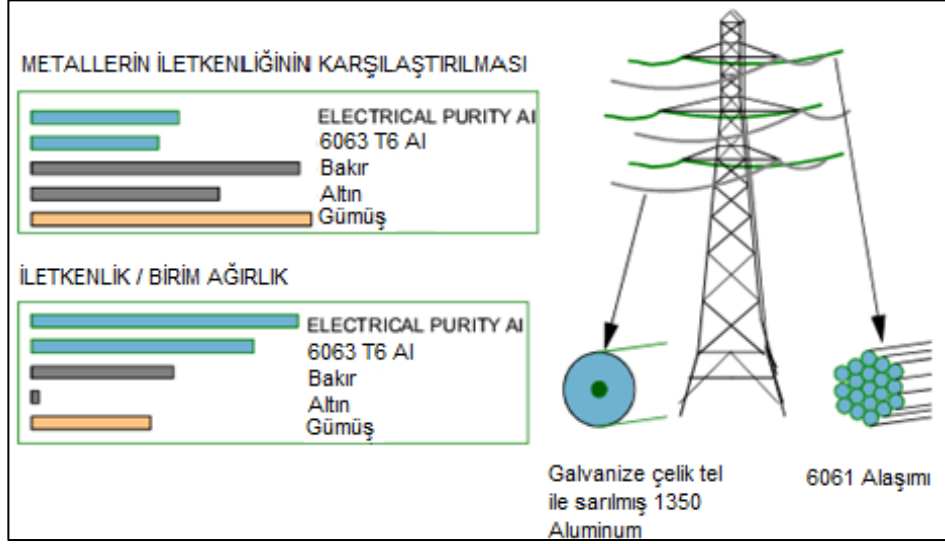 METALLERİN İLETKENLİĞİNİN KARŞILAŞTIRILMASI
ELECTRICAL PURITY Al
6063 T6 Al
Bakır
Altın
Gümüş
İLETKENLİK / BİRİM AĞIRLIK
ELECTRICAL PURITY Al
6063 T6 Al
Bakır
Altın
Gümüş
Galvanize çelik tel
ile sarılmış 1350
Aluminum
6061 Alaşımı